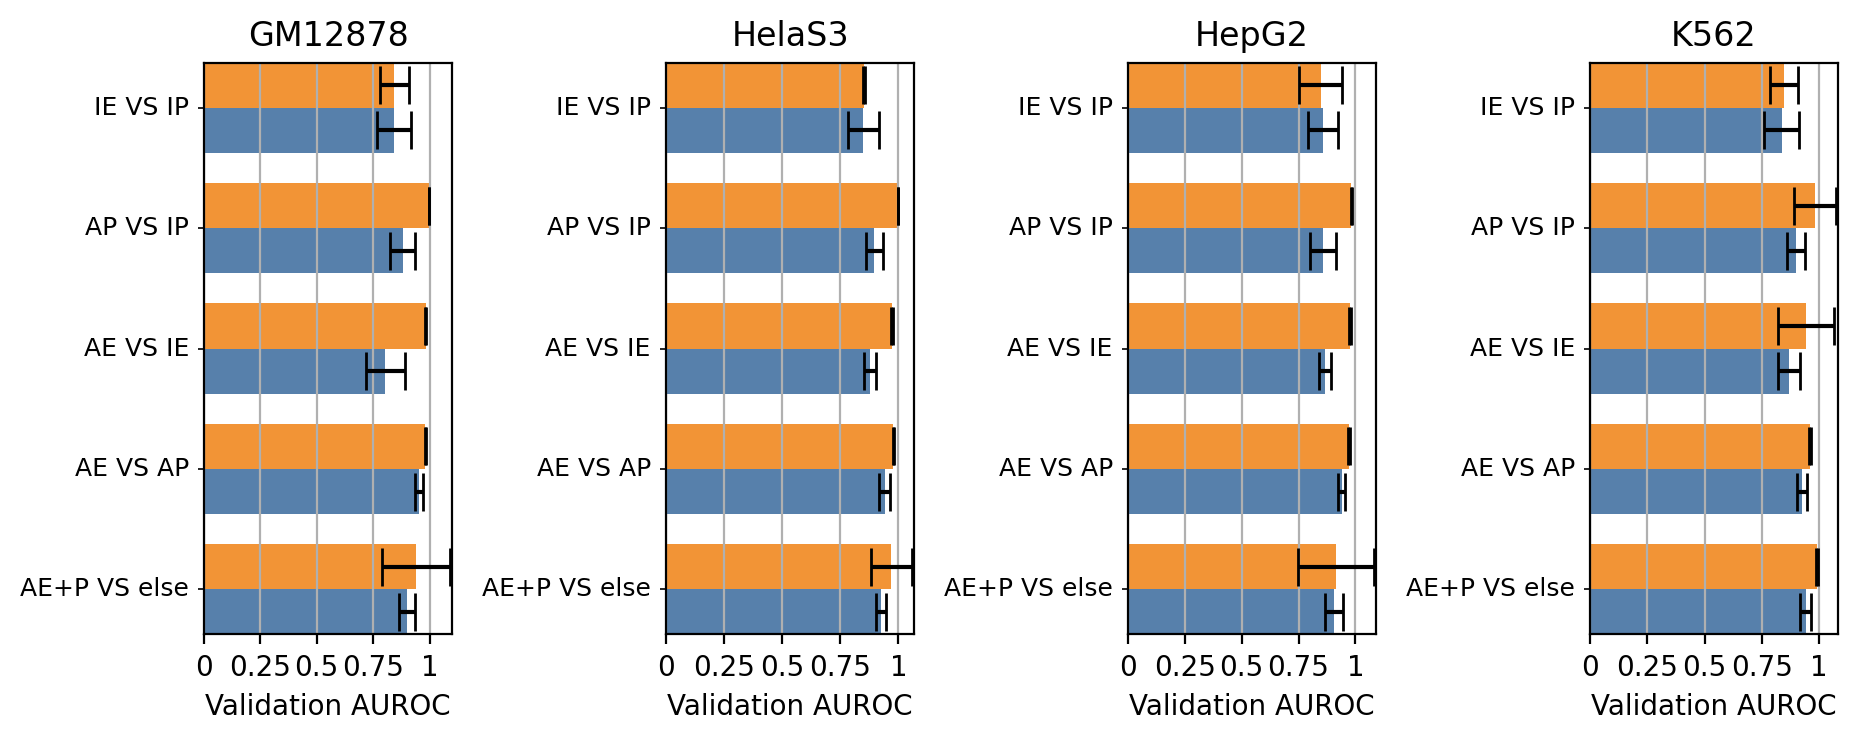 GM12878
IE VS IP
AP VS IP
AE VS IE
AE VS AP
AE+P VS else
0 0.25 0.5 0.75 1
Validation AUROC
HelaS3
IE VS IP
AP VS IP
AE VS IE
AE VS AP
AE+P VS else
0 0.25 0.5 0.75 1
Validation AUROC
HepG2
IE VS IP
AP VS IP
AE VS IE
AE VS AP
AE+P VS else
0 0.25 0.5 0.75 1
Validation AUROC
K562
IE VS IP
AP VS IP
AE VS IE
AE VS AP
AE+P VS else
0 0.25 0.5 0.75 1
Validation AUROC